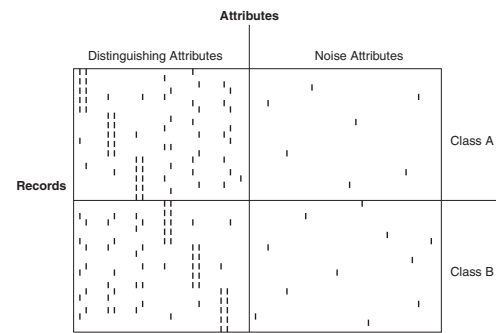 Attributes
Distinguishing Attributes
Noise Attributes
Class A
Records
Class B